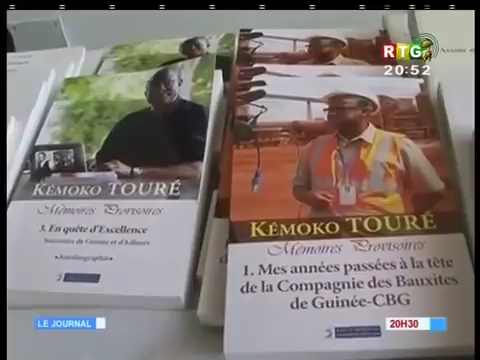 RTG
20:52
KÉMOKO TOURÉ
Mémoires Provisoires
3. En quête d'Excellence
Souvenirs de Guinée et d'Ailleurs
«Autobiographie»
KÉMOKO TOURÉ
Mémoires Provisoires
1. Mes années passées à la tête
de la Compagnie des Bauxites
de Guinée-CBG
LE JOURNAL
20H30